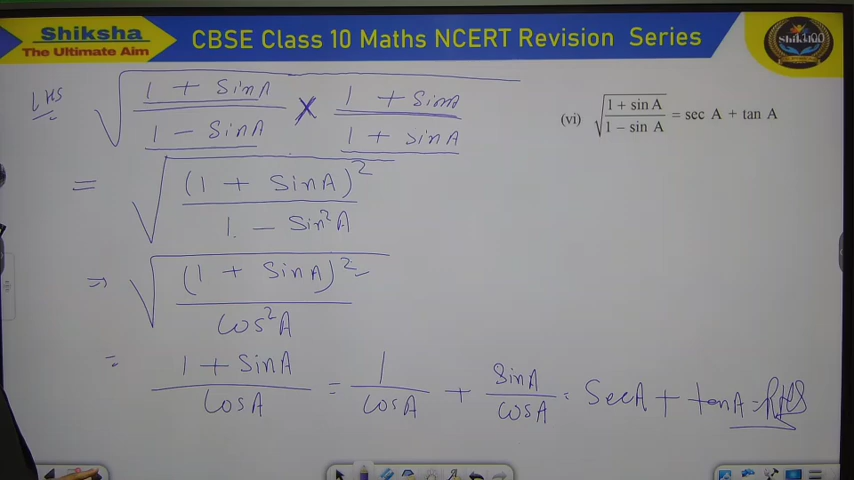 Shiksha
The Ultimate Aim
CBSE Class 10 Maths NCERT Revision Series
LHS √(1 + SinA / 1 - SinA × 1 + SinA / 1 + SinA)
(vi) √(1 + sin A / 1 − sin A) = sec A + tan A
= √((1 + SinA)² / 1 - Sin²A)
⇒ √((1 + SinA)² / Cos²A)
= 1 + SinA / CosA = 1 / CosA + SinA / CosA = SecA + tanA = RHS